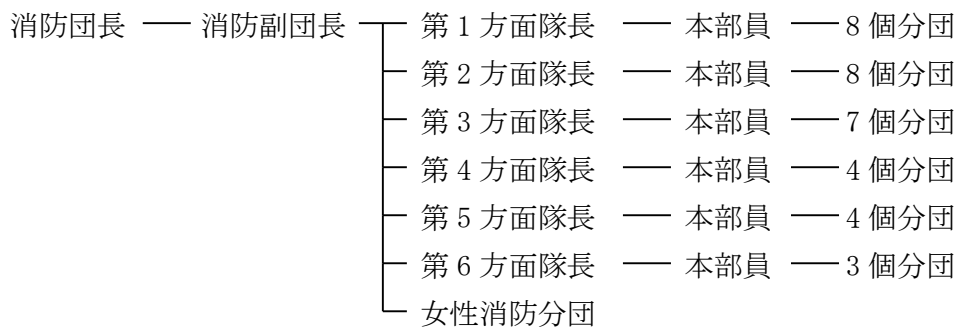 消防団長 消防副団長 第1方面隊長 本部員 8個分団
第2方面隊長 本部員 8個分団
第3方面隊長 本部員 7個分団
第4方面隊長 本部員 4個分団
第5方面隊長 本部員 4個分団
第6方面隊長 本部員 3個分団
女性消防分団